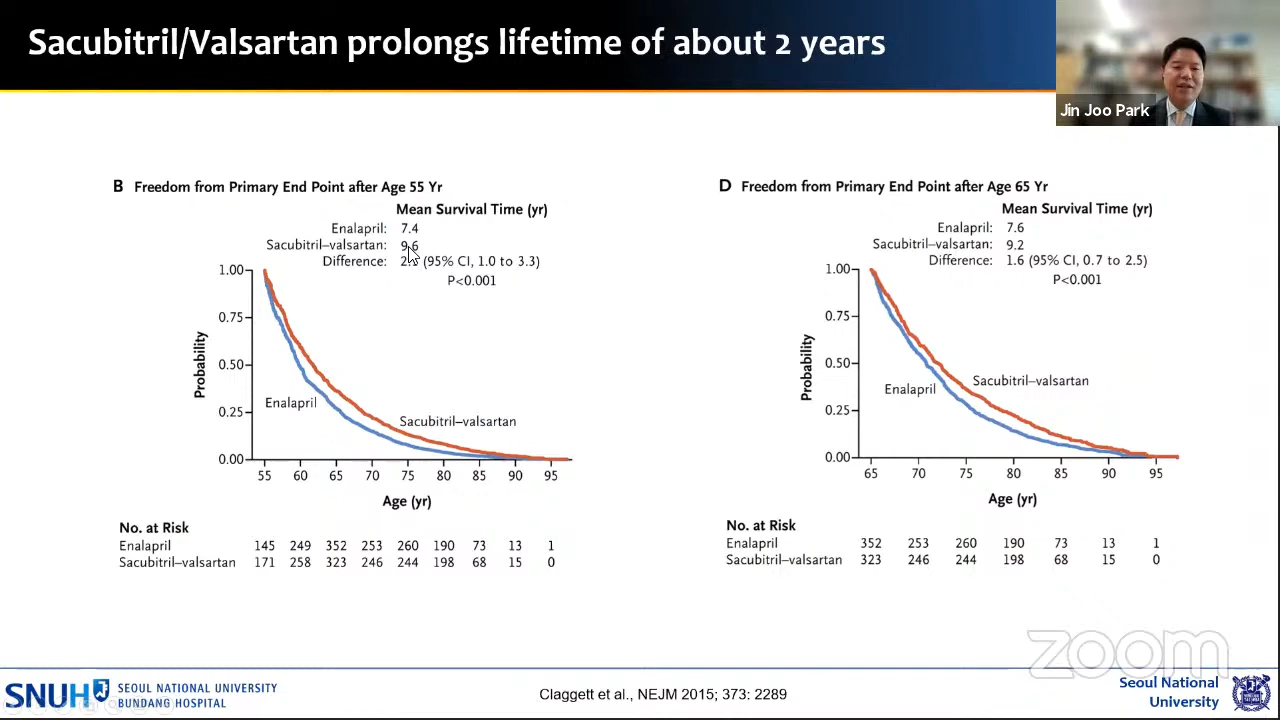 Sacubitril/Valsartan prolongs lifetime of about 2 years
Jin Joo Park
B Freedom from Primary End Point after Age 55 Yr
Mean Survival Time (yr)
Enalapril: 7.4
Sacubitril–valsartan: 9.6
Difference: (95% CI, 1.0 to 3.3)
P<0.001
1.00
0.75
0.50
0.25
0.00
Probability
Enalapril
Sacubitril–valsartan
55 60 65 70 75 80 85 90 95
Age (yr)
No. at Risk
Enalapril 145 249 352 253 260 190 73 13 1
Sacubitril–valsartan 171 258 323 246 244 198 68 15 0
D Freedom from Primary End Point after Age 65 Yr
Mean Survival Time (yr)
Enalapril: 7.6
Sacubitril–valsartan: 9.2
Difference: 1.6 (95% CI, 0.7 to 2.5)
P<0.001
1.00
0.75
0.50
0.25
0.00
Probability
Enalapril
Sacubitril–valsartan
65 70 75 80 85 90 95
Age (yr)
No. at Risk
Enalapril 352 253 260 190 73 13 1
Sacubitril–valsartan 323 246 244 198 68 15 0
zoom
SNUH
SEOUL NATIONAL UNIVERSITY
BUNDANG HOSPITAL
Claggett et al., NEJM 2015; 373: 2289
Seoul National
University